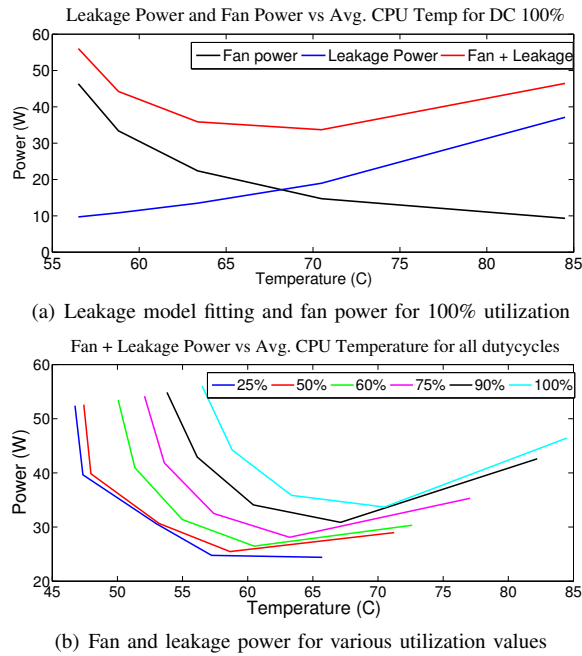 Leakage Power and Fan Power vs Avg. CPU Temp for DC 100%
60
50
40
30
20
10
0
Power (W)
Fan power Leakage Power Fan + Leakage
55 60 65 70 75 80 85
Temperature (C)
(a) Leakage model fitting and fan power for 100% utilization
Fan + Leakage Power vs Avg. CPU Temperature for all dutycycles
60
50
40
30
20
Power (W)
25% 50% 60% 75% 90% 100%
45 50 55 60 65 70 75 80 85
Temperature (C)
(b) Fan and leakage power for various utilization values